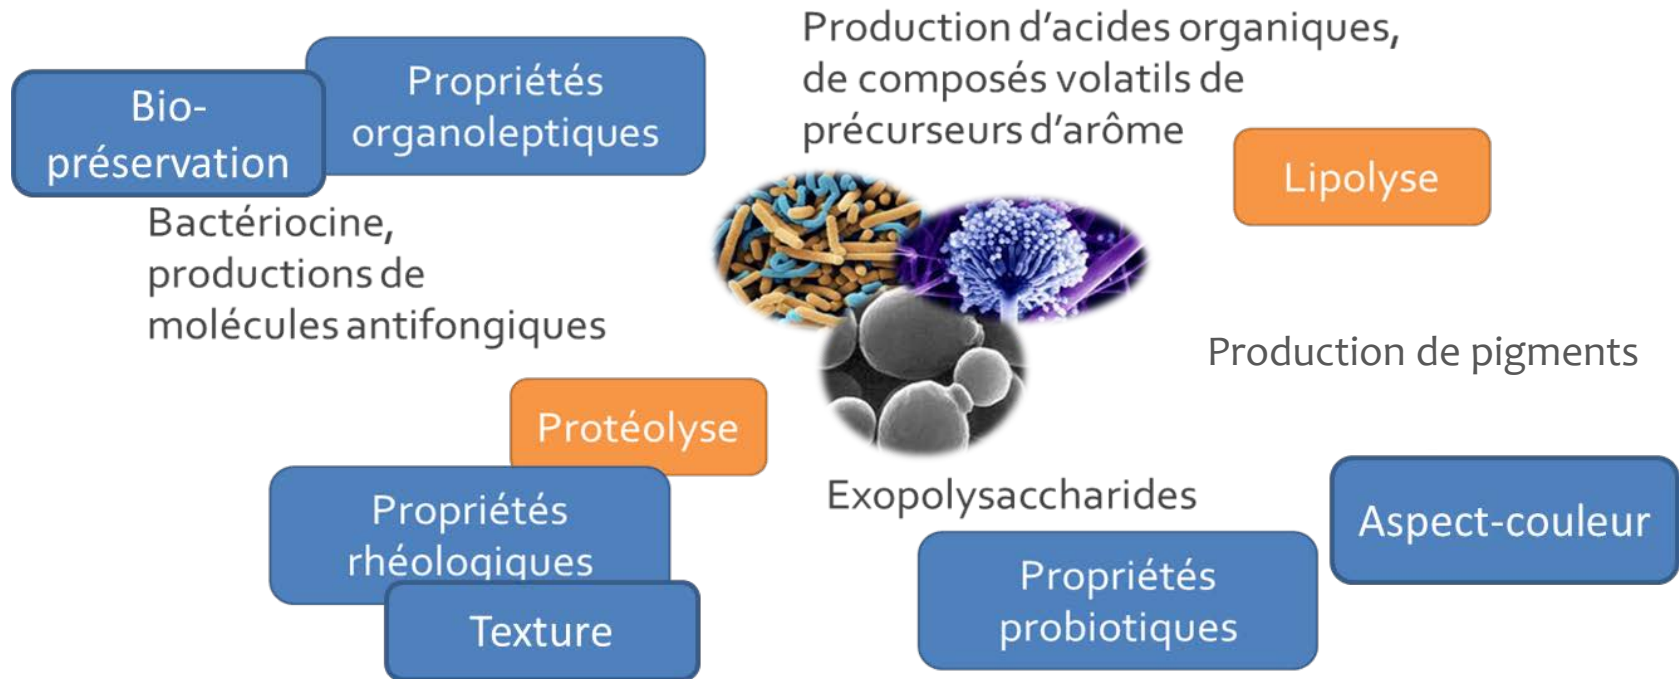 Production d'acides organiques,
de composés volatils de
précurseurs d'arôme
Propriétés
organoleptiques
Bio-
préservation
Lipolyse
Bactériocine,
productions de
molécules antifongiques
Production de pigments
Protéolyse
Exopolysaccharides
Propriétés
rhéologiques
Aspect-couleur
Propriétés
probiotiques
Texture